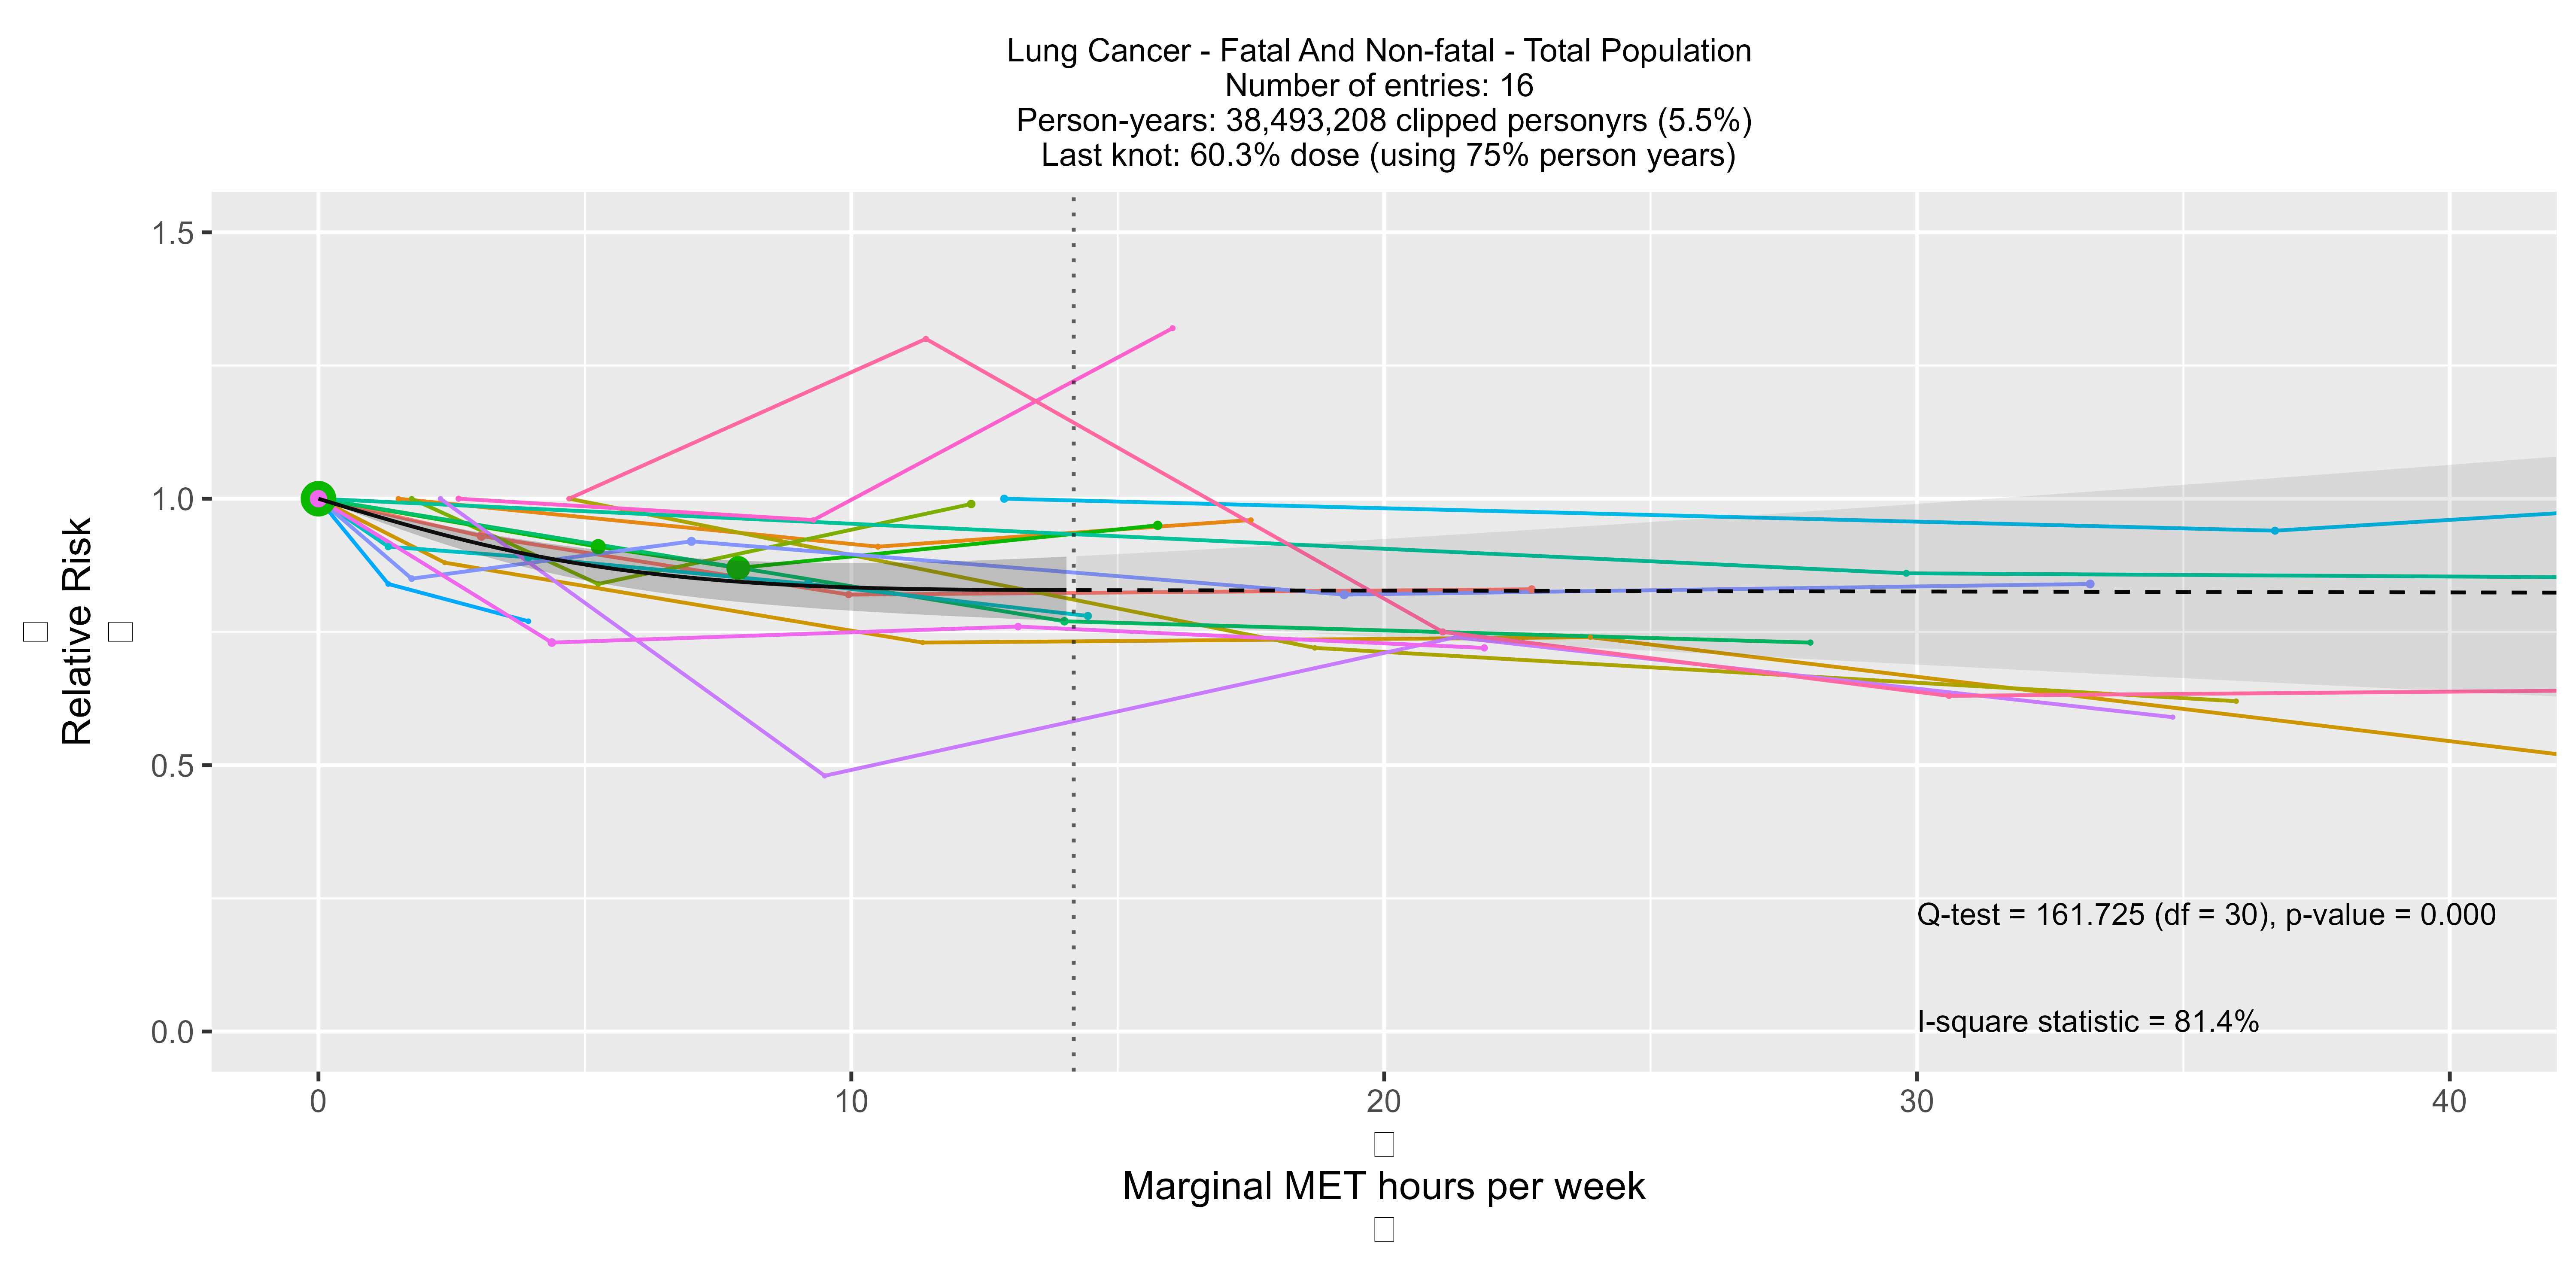 Lung Cancer - Fatal And Non-fatal - Total Population
Number of entries: 16
Person-years: 38,493,208 clipped personyrs (5.5%)
Last knot: 60.3% dose (using 75% person years)
Relative Risk
1.5
1.0
0.5
0.0
Q-test = 161.725 (df = 30), p-value = 0.000
I-square statistic = 81.4%
0 10 20 30 40
Marginal MET hours per week